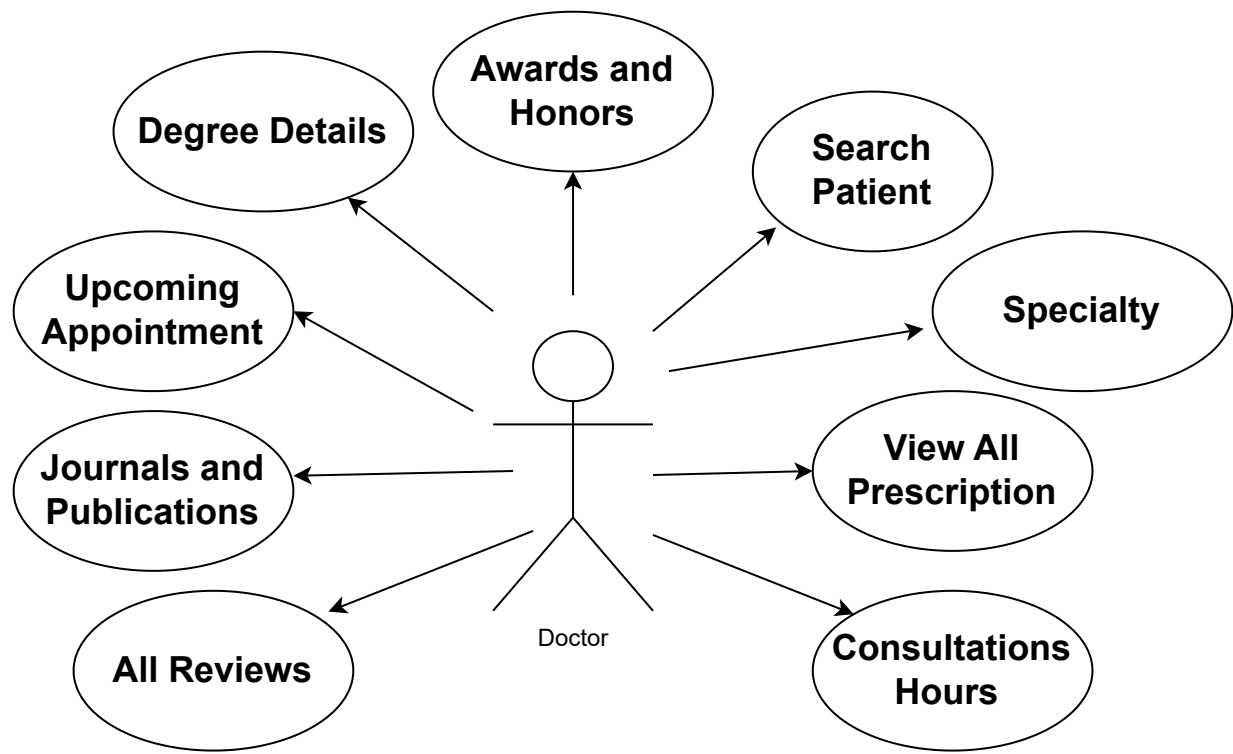 Awards and
Honors
Degree Details
Search
Patient
Upcoming
Appointment
Specialty
Journals and
Publications
View All
Prescription
All Reviews
Doctor
Consultations
Hours